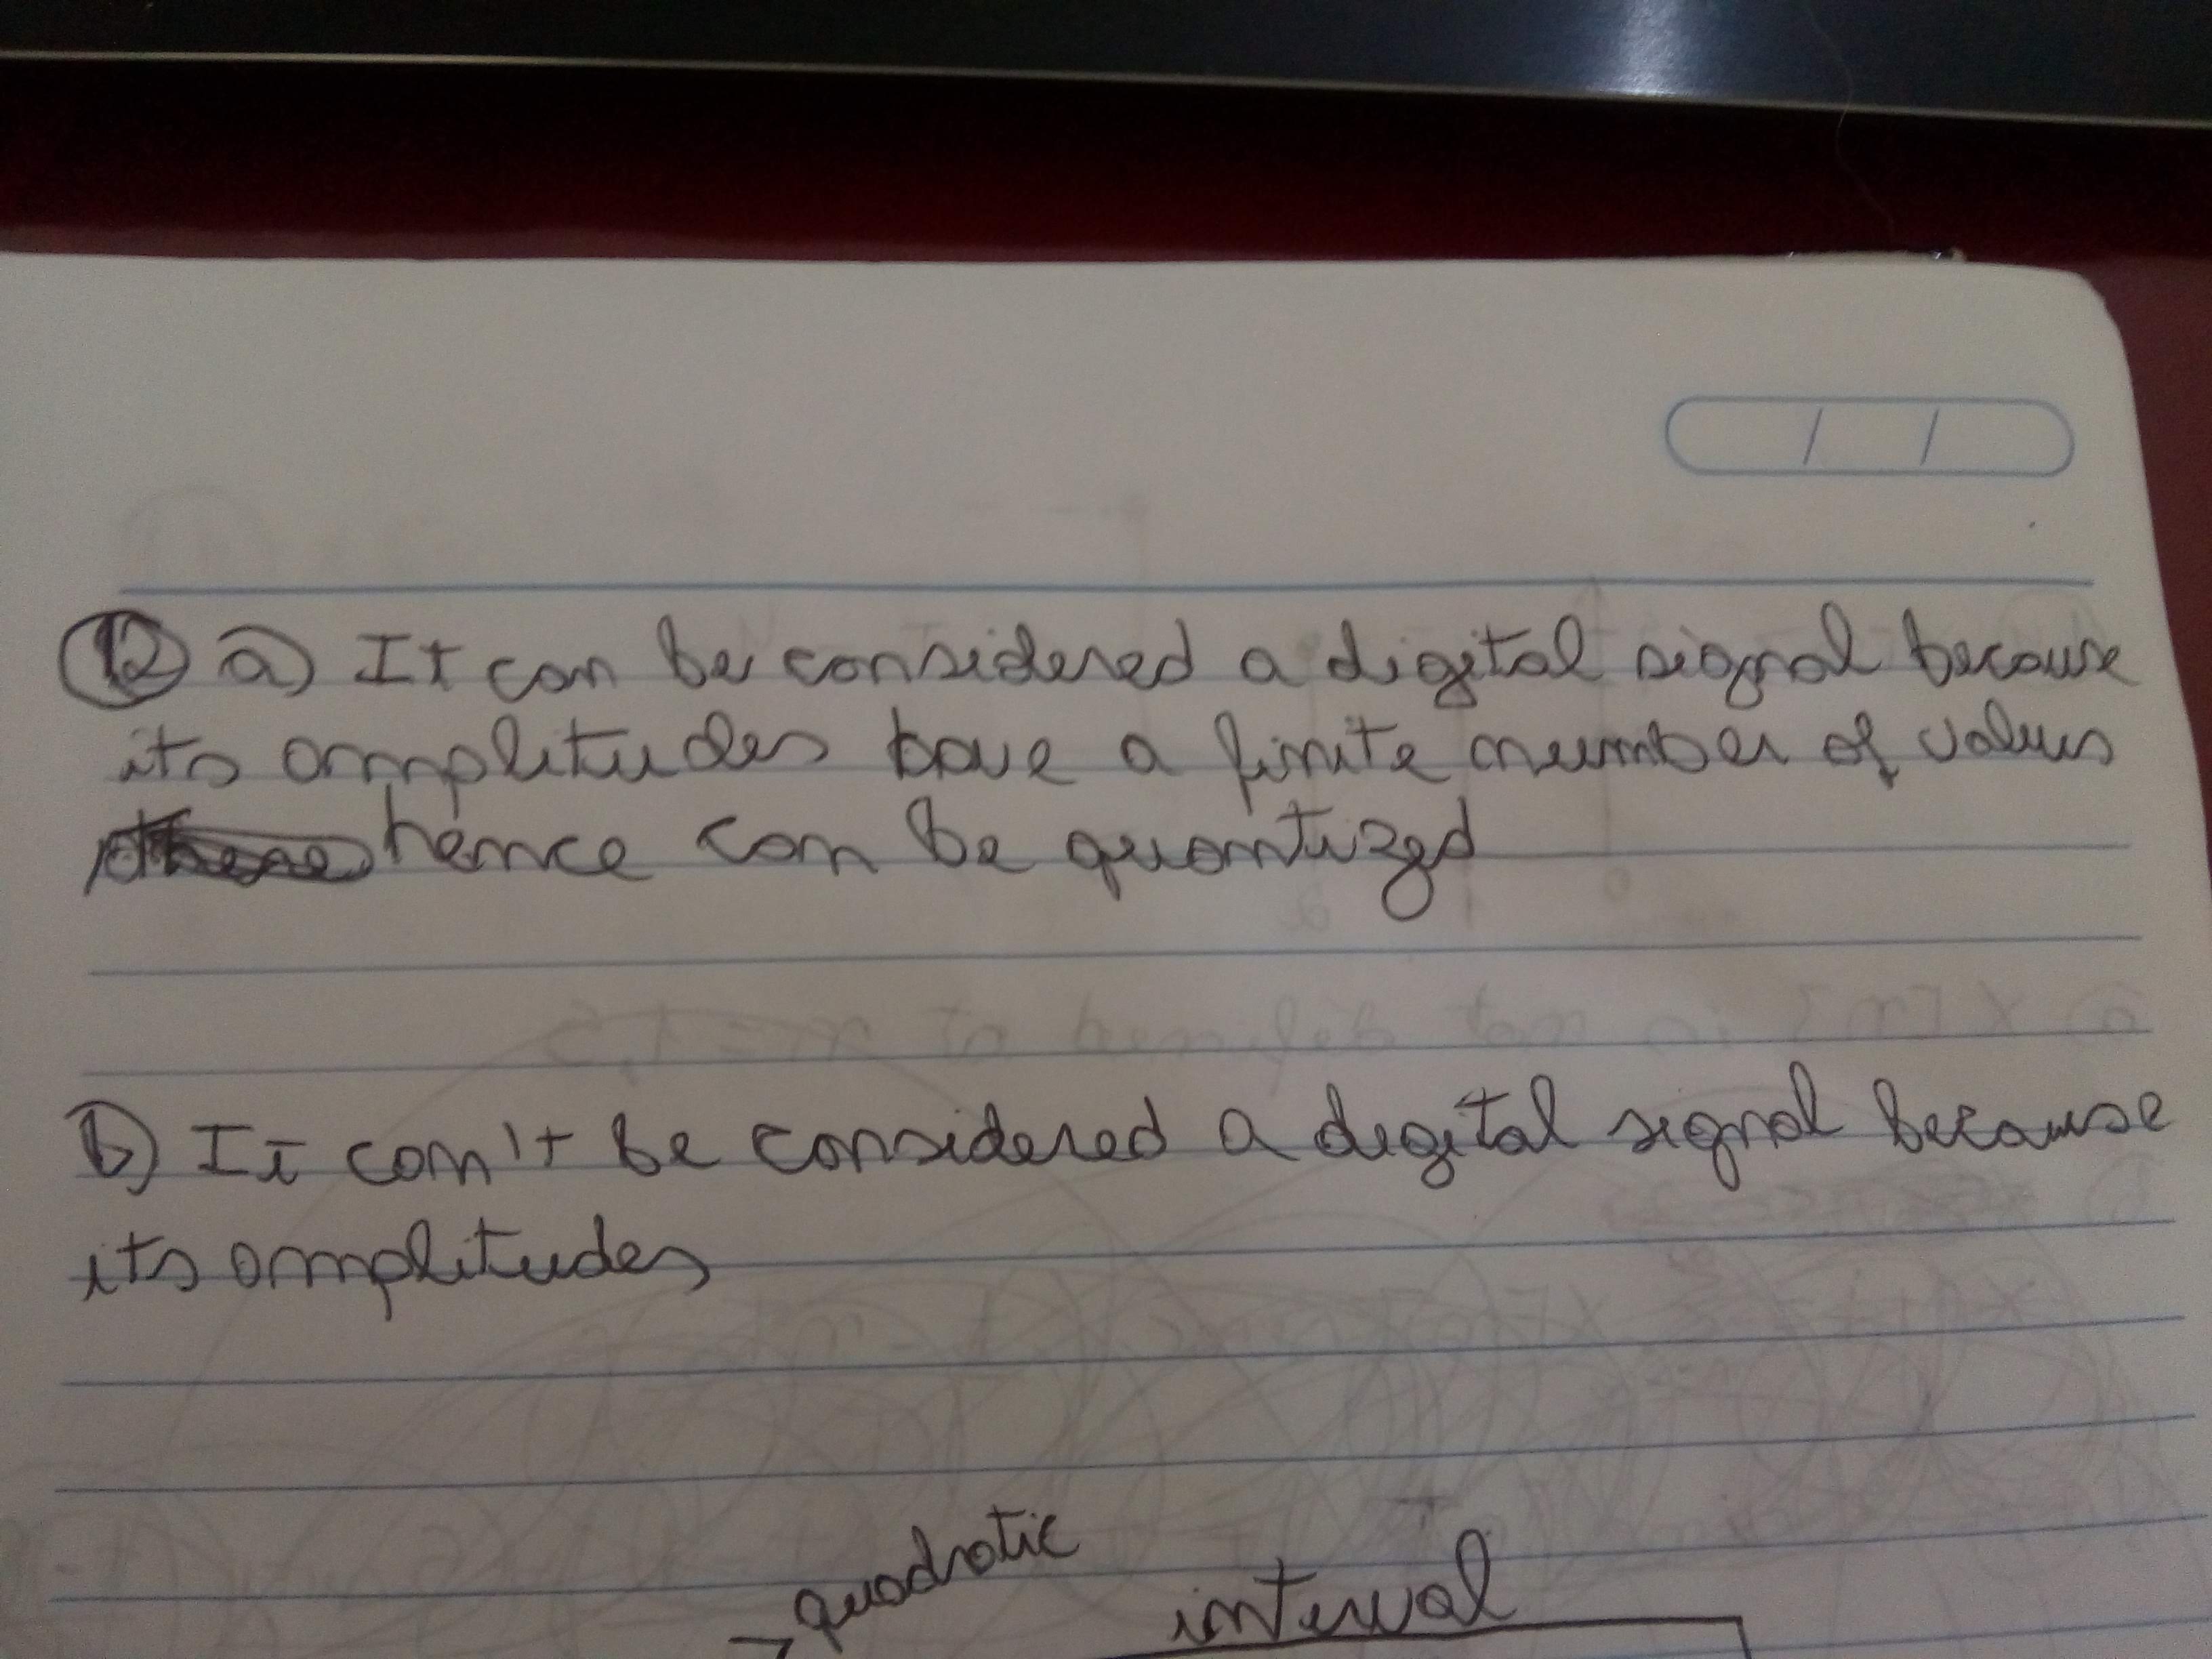 12 a) It can be considered a digital signal because
its amplitudes have a finite number of values
hence can be quantized
b) It can't be considered a digital signal because
its amplitudes
quadratic
interval